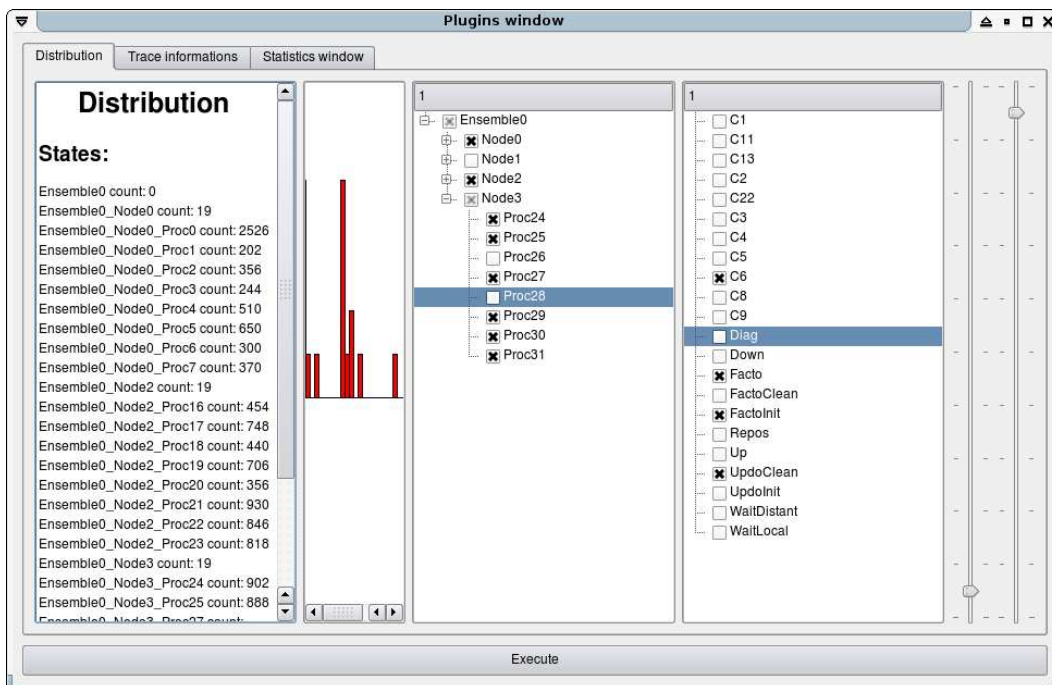 Plugins window
Distribution
Trace informations
Statistics window
Distribution
States:
Ensemble0 count: 0
Ensemble0_Node0 count: 19
Ensemble0_Node0_Proc0 count: 2526
Ensemble0_Node0_Proc1 count: 202
Ensemble0_Node0_Proc2 count: 356
Ensemble0_Node0_Proc3 count: 244
Ensemble0_Node0_Proc4 count: 510
Ensemble0_Node0_Proc5 count: 650
Ensemble0_Node0_Proc6 count: 300
Ensemble0_Node0_Proc7 count: 370
Ensemble0_Node2 count: 19
Ensemble0_Node2_Proc16 count: 454
Ensemble0_Node2_Proc17 count: 748
Ensemble0_Node2_Proc18 count: 440
Ensemble0_Node2_Proc19 count: 706
Ensemble0_Node2_Proc20 count: 356
Ensemble0_Node2_Proc21 count: 930
Ensemble0_Node2_Proc22 count: 846
Ensemble0_Node2_Proc23 count: 818
Ensemble0_Node3 count: 19
Ensemble0_Node3_Proc24 count: 902
Ensemble0_Node3_Proc25 count: 888
Ensemble0_Node3_Proc27 count:
1
Ensemble0
Node0
Node1
Node2
Node3
Proc24
Proc25
Proc26
Proc27
Proc28
Proc29
Proc30
Proc31
1
C1
C11
C13
C2
C22
C3
C4
C5
C6
C8
C9
Diag
Down
Facto
FactoClean
FactoInit
Repos
Up
UpdoClean
UpdoInit
WaitDistant
WaitLocal
Execute